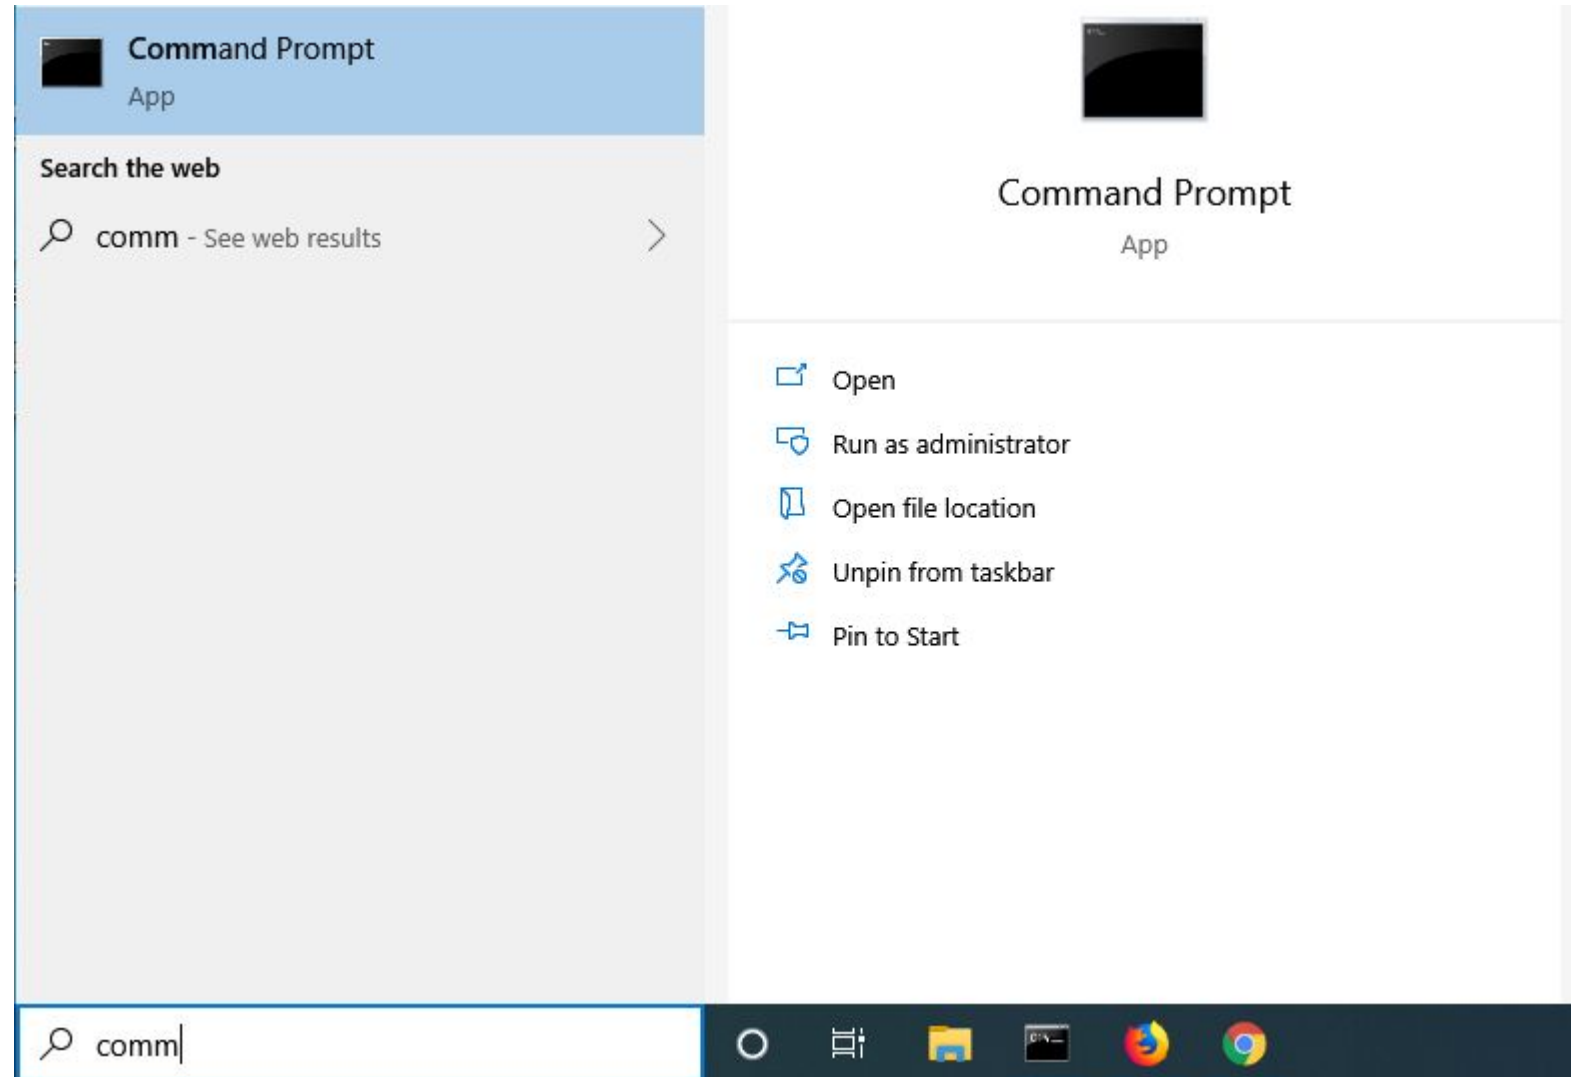 Command Prompt
App
Search the web
comm - See web results
Command Prompt
App
Open
Run as administrator
Open file location
Unpin from taskbar
Pin to Start
comm